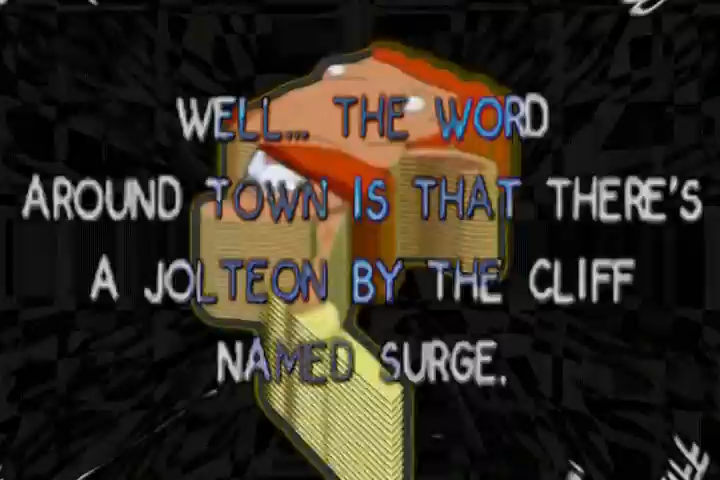 WELL... THE WORD
AROUND TOWN IS THAT THERE'S
A JOLTEON BY THE CLIFF
NAMED SURGE.